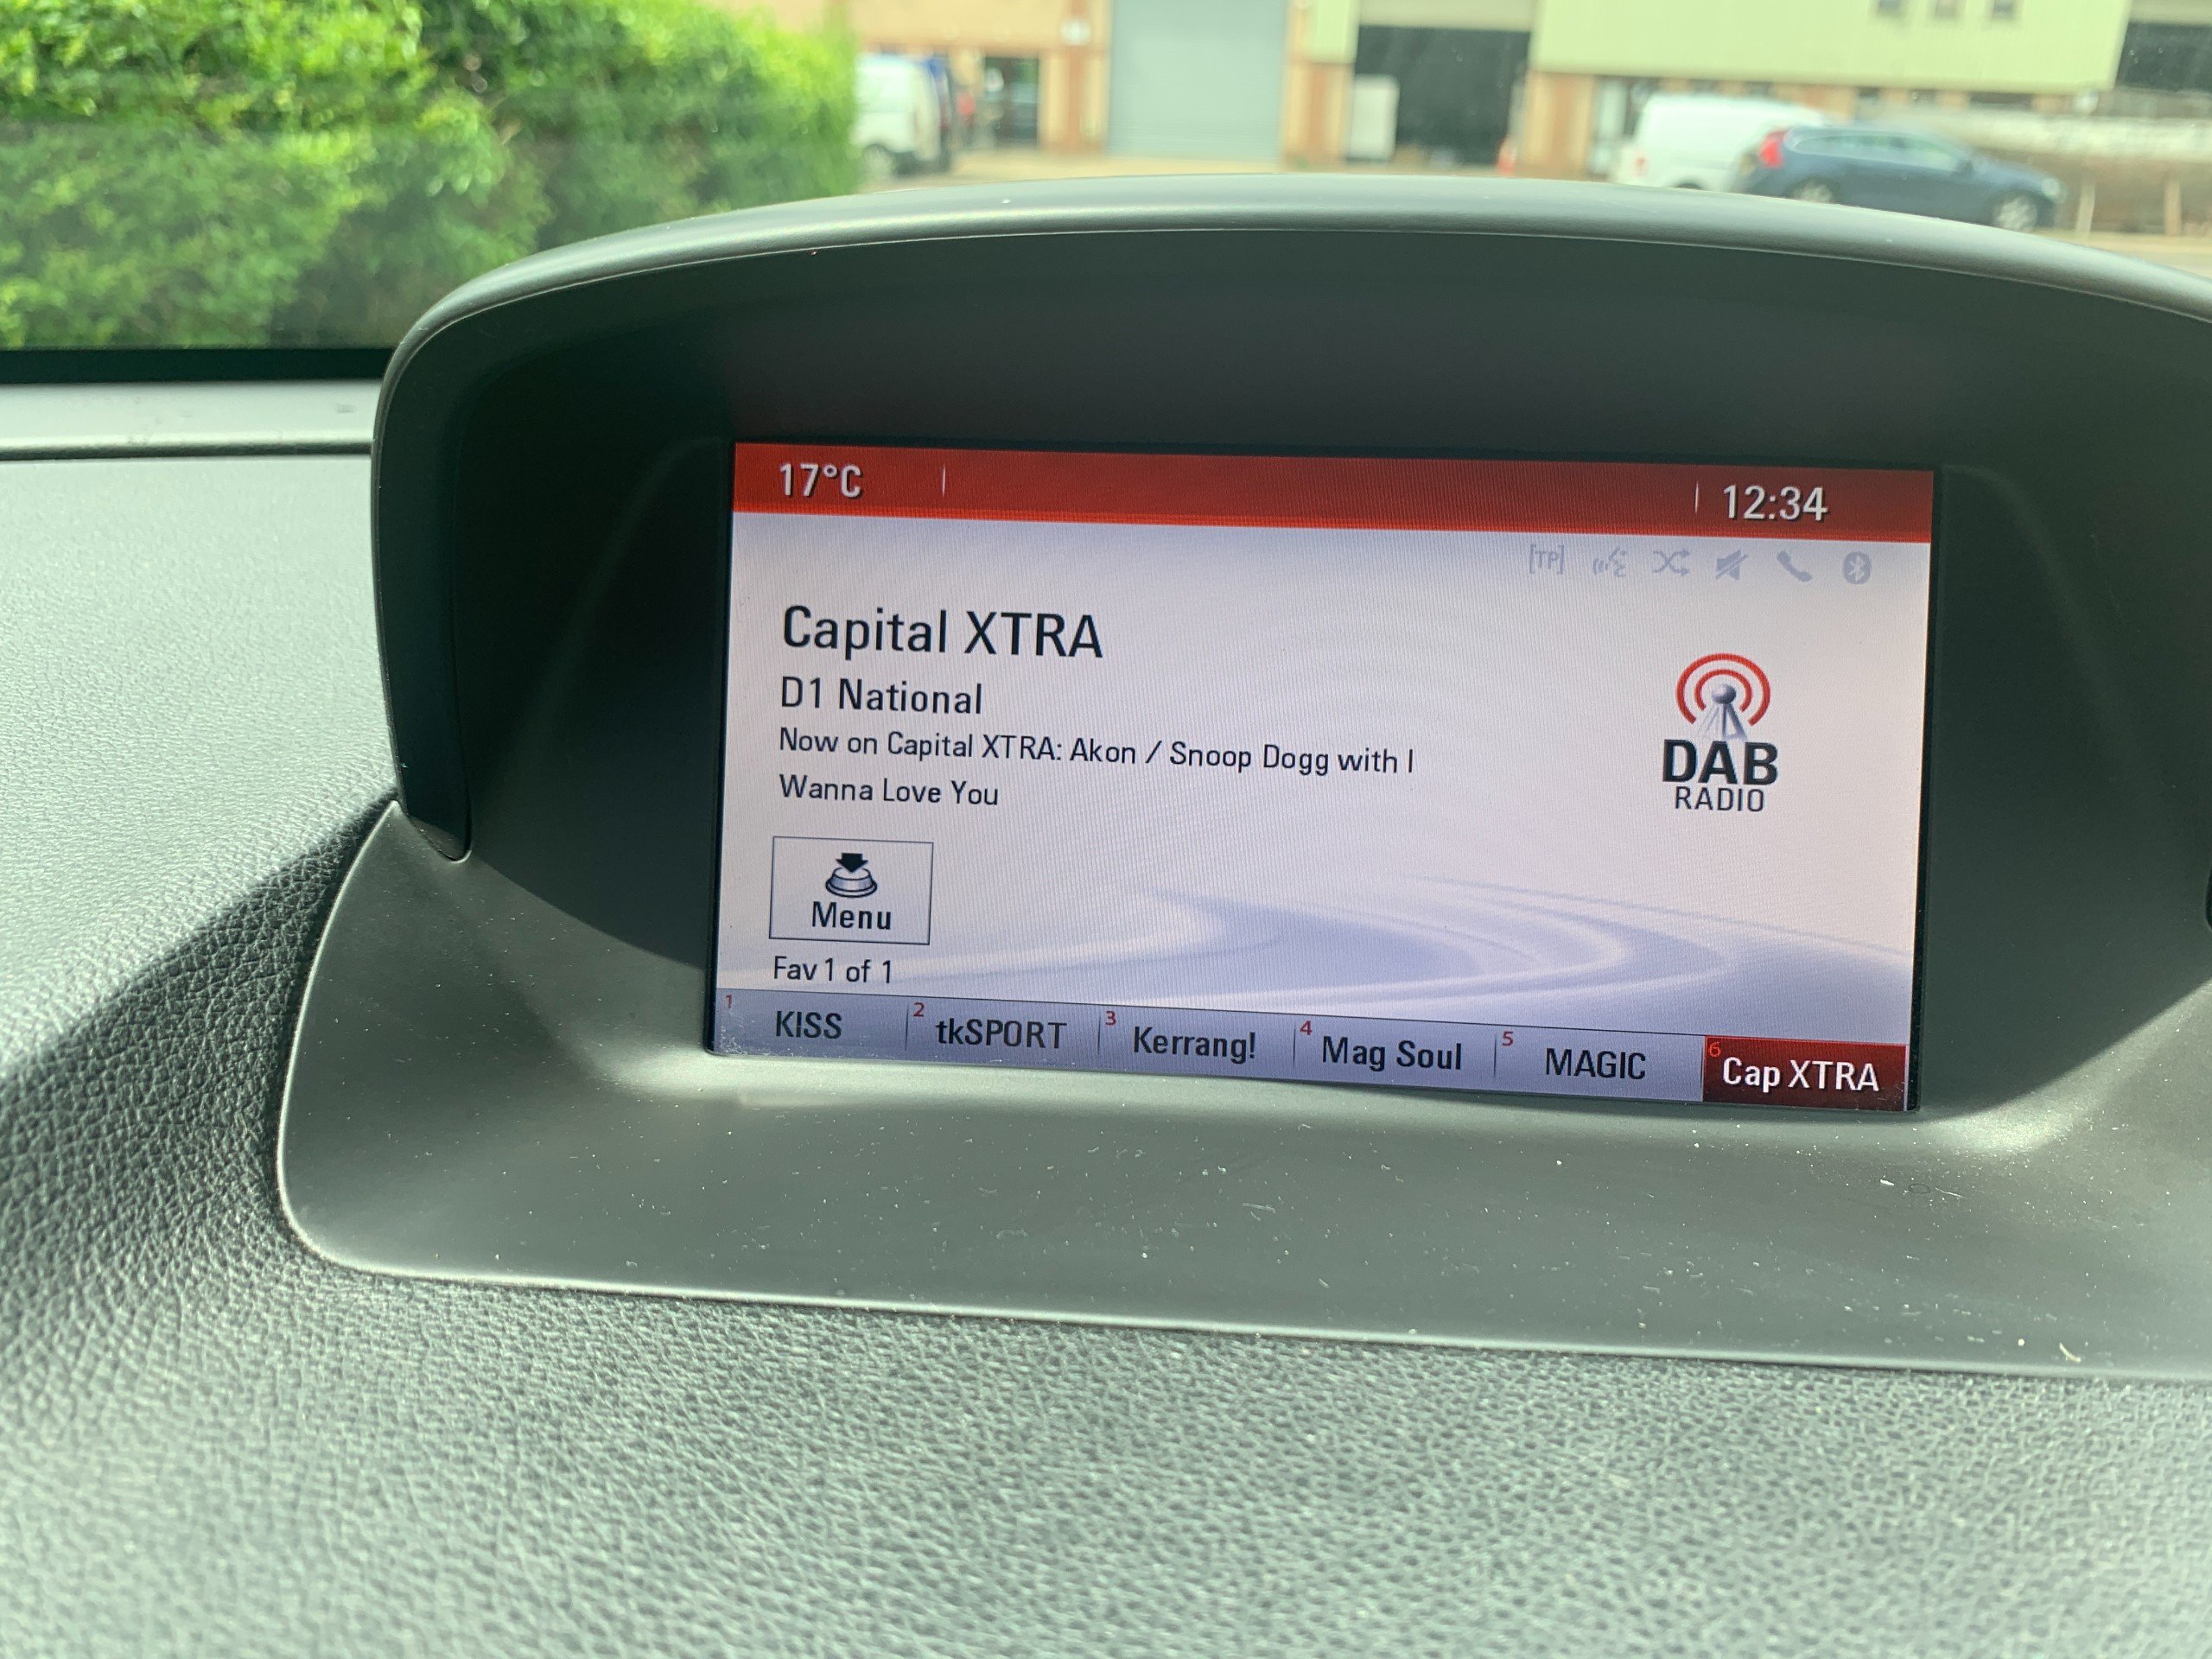 17°C
12:34
[TP]
Capital XTRA
D1 National
Now on Capital XTRA: Akon / Snoop Dogg with I
Wanna Love You
DAB
RADIO
Menu
Fav 1 of 1
1 KISS
2 tkSPORT
3 Kerrang!
4 Mag Soul
5 MAGIC
6 Cap XTRA